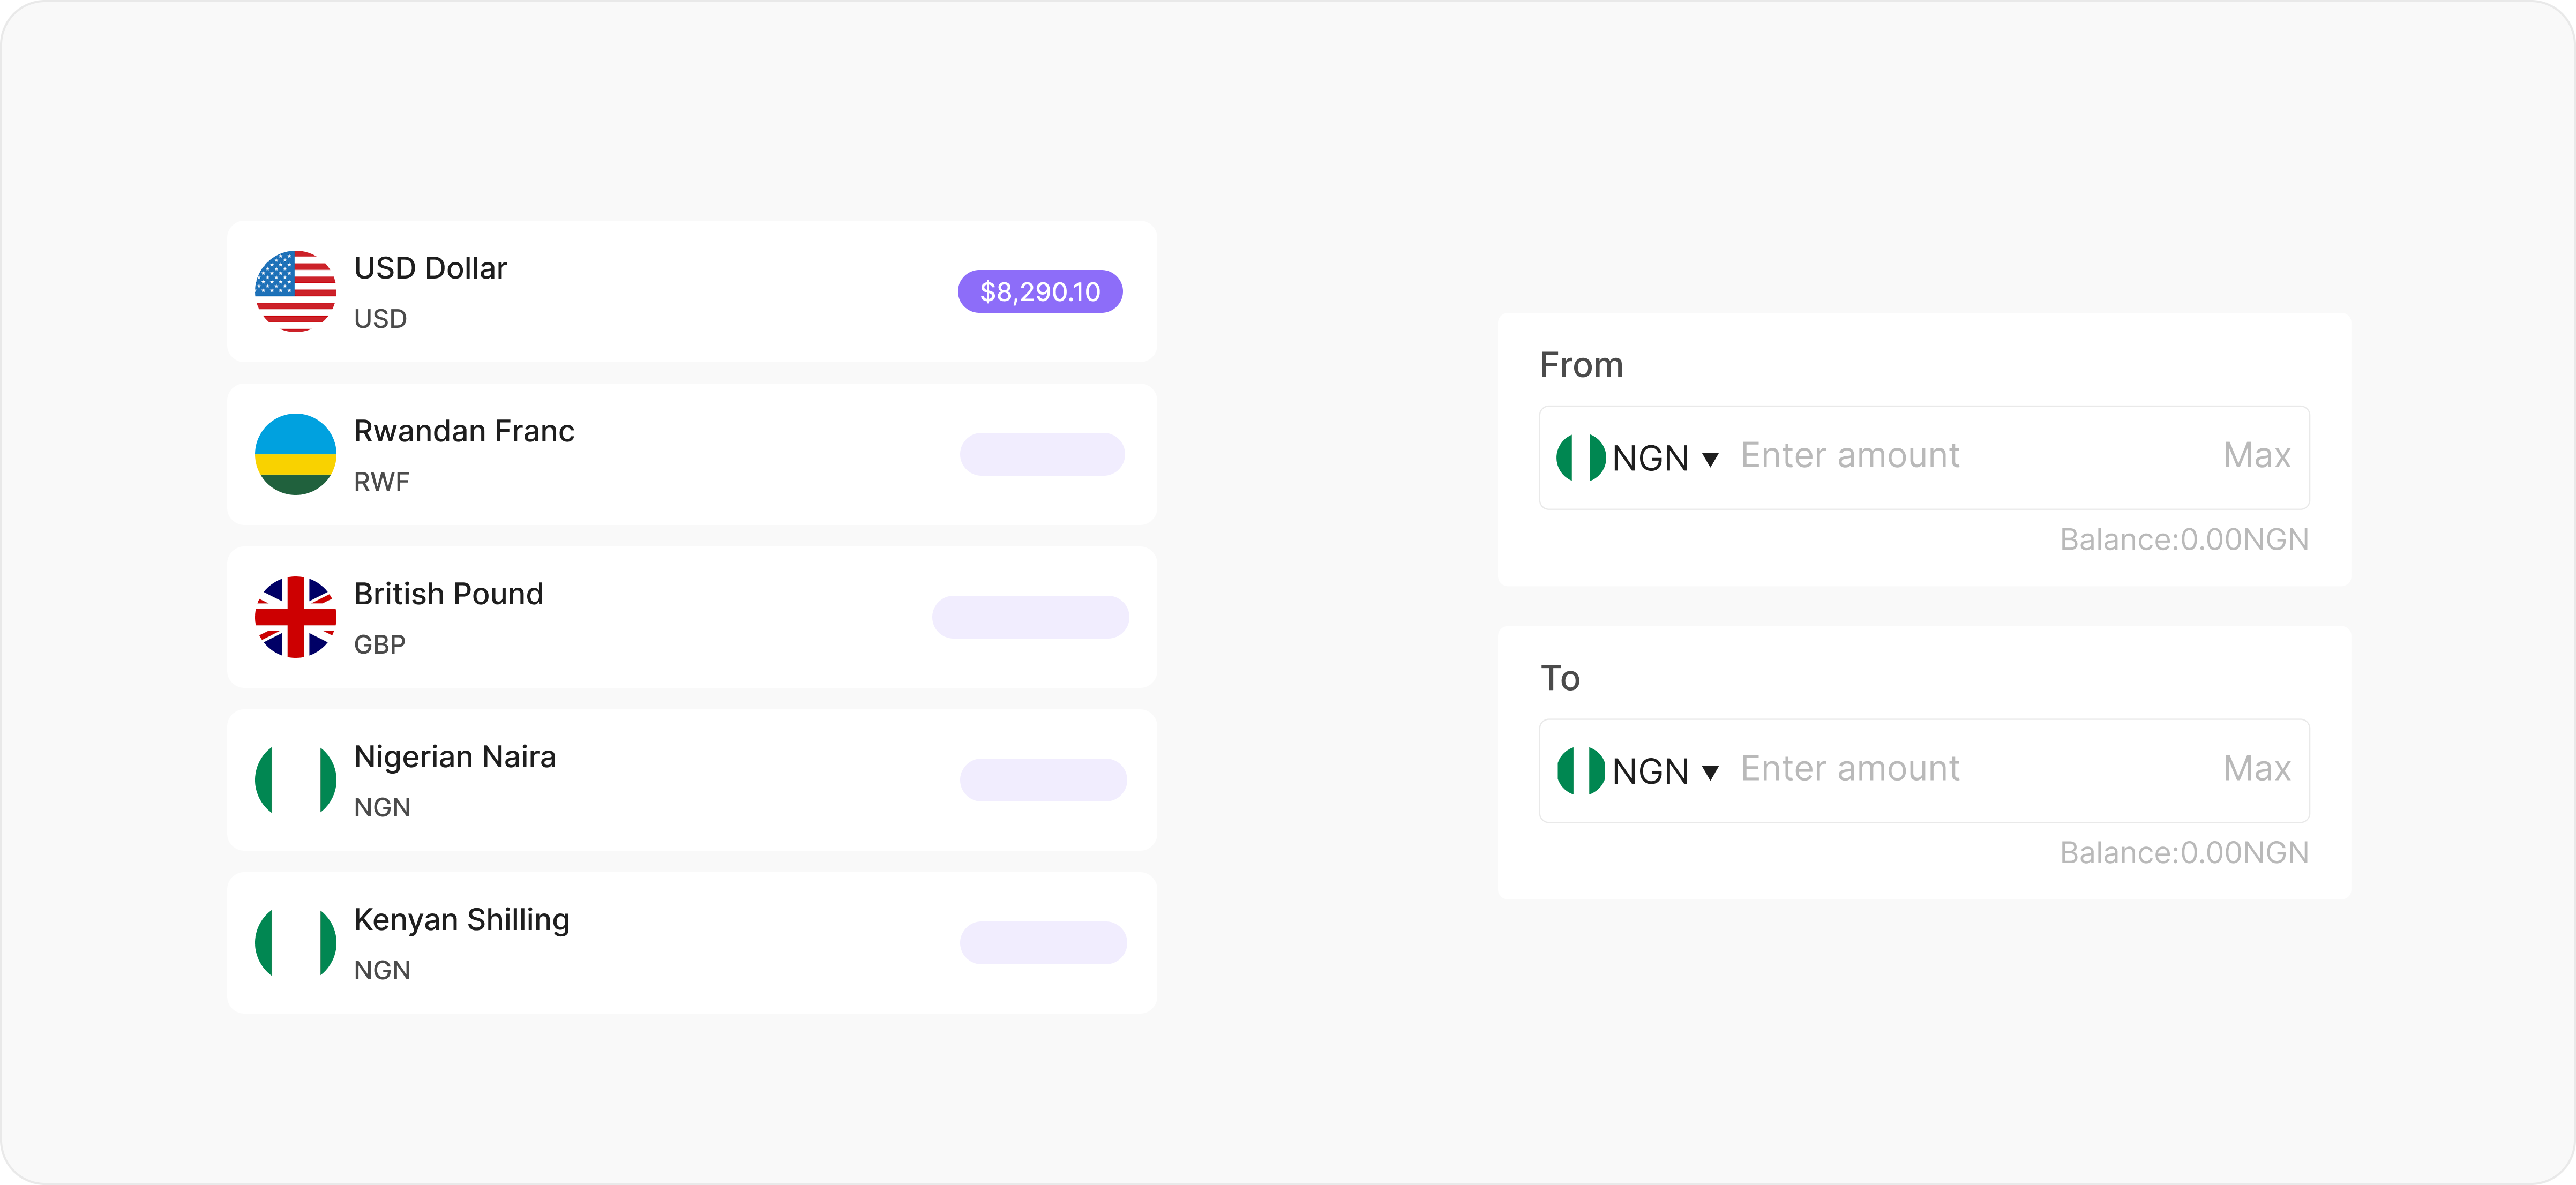 USD Dollar
$8,290.10
USD
Rwandan Franc
RWF
British Pound
GBP
Nigerian Naira
NGN
Kenyan Shilling
NGN
From
NGN ▼ Enter amount Max
Balance:0.00NGN
To
NGN ▼ Enter amount Max
Balance:0.00NGN